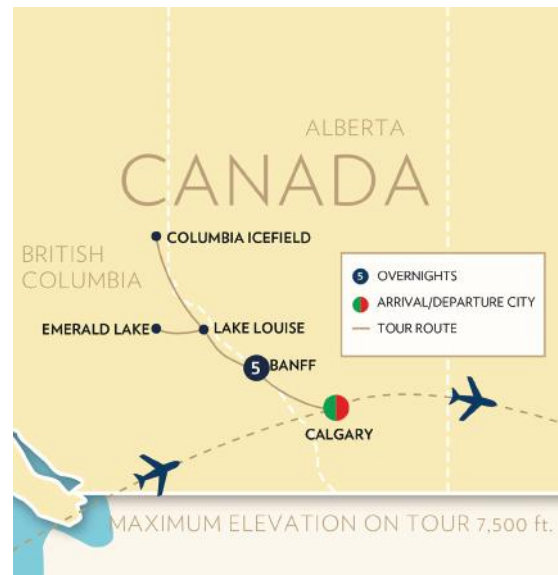 ALBERTA
CANADA
COLUMBIA ICEFIELD
BRITISH
COLUMBIA
5 OVERNIGHTS
ARRIVAL/DEPARTURE CITY
TOUR ROUTE
EMERALD LAKE
LAKE LOUISE
5 BANFF
CALGARY
MAXIMUM ELEVATION ON TOUR 7,500 ft.